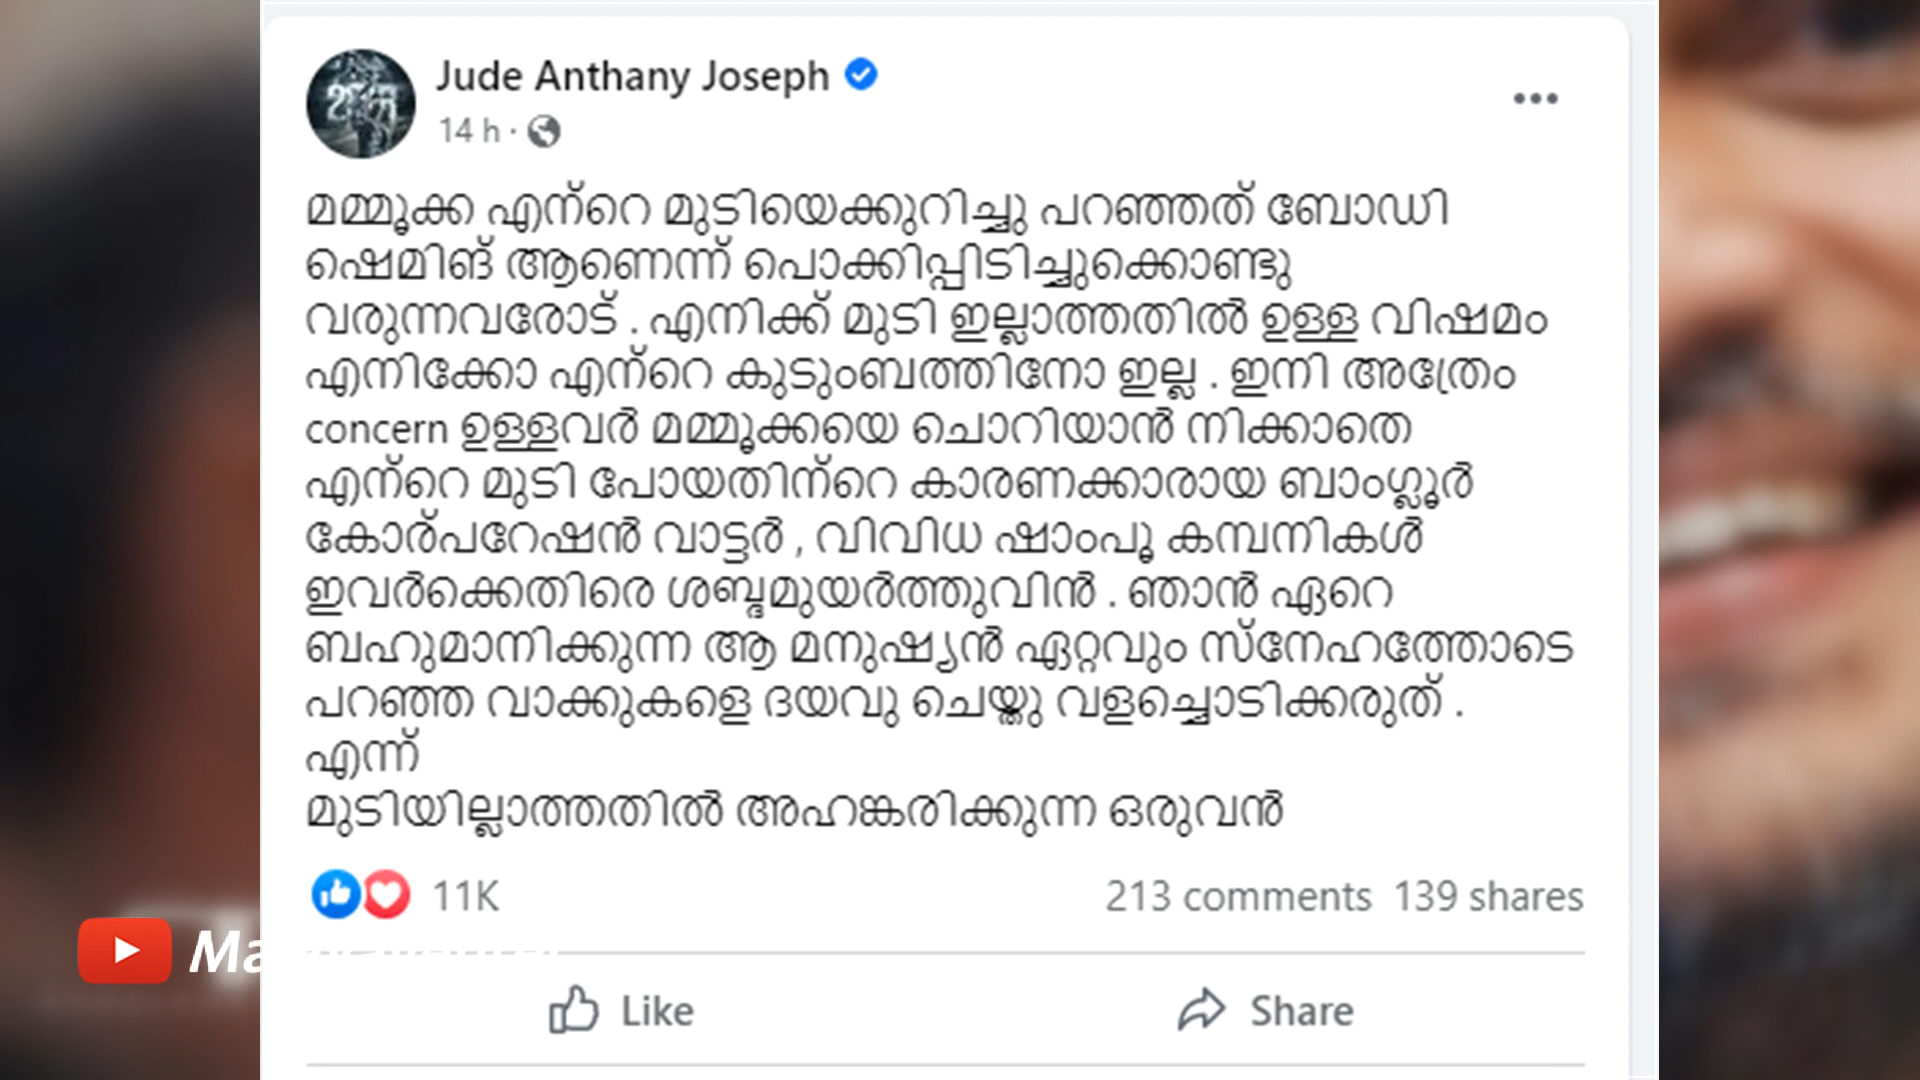 Jude Anthany Joseph
14 h ·
മമ്മൂക്ക എന്റെ മുടിയെക്കുറിച്ചു പറഞ്ഞത് ബോഡി
ഷെമിങ് ആണെന്ന് പൊക്കിപ്പിടിച്ചുക്കൊണ്ടു
വരുന്നവരോട് . എനിക്ക് മുടി ഇല്ലാത്തതിൽ ഉള്ള വിഷമം
എനിക്കോ എന്റെ കുടുംബത്തിനോ ഇല്ല . ഇനി അത്രേം
concern ഉള്ളവർ മമ്മൂക്കയെ ചൊറിയാൻ നിക്കാതെ
എന്റെ മുടി പോയതിന്റെ കാരണക്കാരായ ബാംഗ്ലൂർ
കോര്പറേഷൻ വാട്ടർ , വിവിധ ഷാംപൂ കമ്പനികൾ
ഇവർക്കെതിരെ ശബ്ദമുയർത്തുവിൻ . ഞാൻ ഏറെ
ബഹുമാനിക്കുന്ന ആ മനുഷ്യൻ ഏറ്റവും സ്നേഹത്തോടെ
പറഞ്ഞ വാക്കുകളെ ദയവു ചെയ്തു വളച്ചൊടിക്കരുത് .
എന്ന്
മുടിയില്ലാത്തതിൽ അഹങ്കരിക്കുന്ന ഒരുവൻ
11K 213 comments 139 shares
Like Share